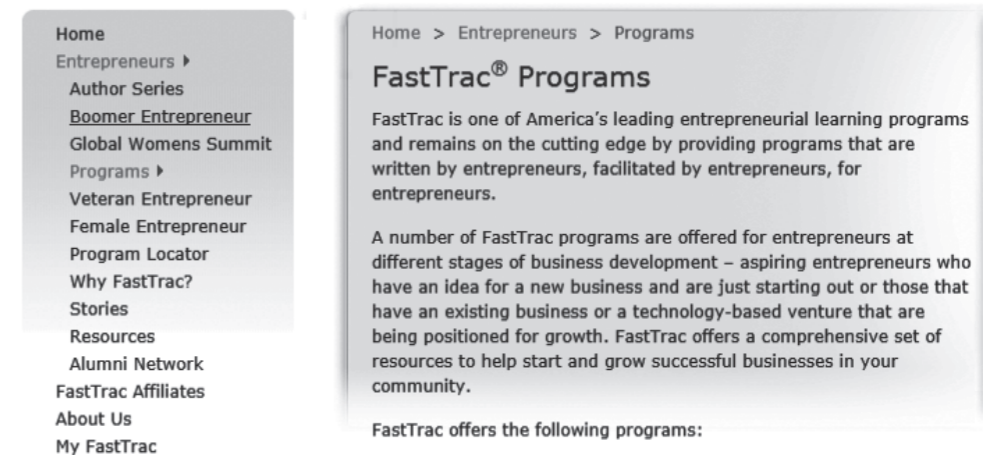 Home
Entrepreneurs
Author Series
Boomer Entrepreneur
Global Womens Summit
Programs
Veteran Entrepreneur
Female Entrepreneur
Program Locator
Why FastTrac?
Stories
Resources
Alumni Network
FastTrac Affiliates
About Us
My FastTrac
Home > Entrepreneurs > Programs
FastTrac® Programs
FastTrac is one of America's leading entrepreneurial learning programs
and remains on the cutting edge by providing programs that are
written by entrepreneurs, facilitated by entrepreneurs, for
entrepreneurs.
A number of FastTrac programs are offered for entrepreneurs at
different stages of business development – aspiring entrepreneurs who
have an idea for a new business and are just starting out or those that
have an existing business or a technology-based venture that are
being positioned for growth. FastTrac offers a comprehensive set of
resources to help start and grow successful businesses in your
community.
FastTrac offers the following programs: